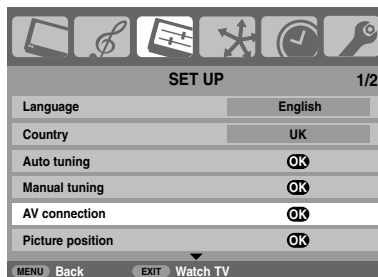 SET UP 1/2
Language English
Country UK
Auto tuning OK
Manual tuning OK
AV connection OK
Picture position OK
MENU Back EXIT Watch TV